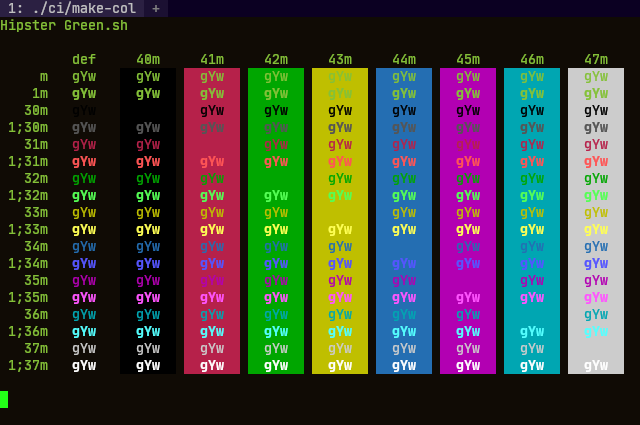 1: ./ci/make-col +
Hipster Green.sh
def 40m 41m 42m 43m 44m 45m 46m 47m
m gYw gYw gYw gYw gYw gYw gYw gYw gYw
1m gYw gYw gYw gYw gYw gYw gYw gYw gYw
30m gYw gYw gYw gYw gYw gYw gYw gYw
1;30m gYw gYw gYw gYw gYw gYw gYw gYw gYw
31m gYw gYw gYw gYw gYw gYw gYw gYw
1;31m gYw gYw gYw gYw gYw gYw gYw gYw gYw
32m gYw gYw gYw gYw gYw gYw gYw gYw
1;32m gYw gYw gYw gYw gYw gYw gYw gYw gYw
33m gYw gYw gYw gYw gYw gYw gYw gYw
1;33m gYw gYw gYw gYw gYw gYw gYw gYw gYw
34m gYw gYw gYw gYw gYw gYw gYw gYw
1;34m gYw gYw gYw gYw gYw gYw gYw gYw gYw
35m gYw gYw gYw gYw gYw gYw gYw gYw
1;35m gYw gYw gYw gYw gYw gYw gYw gYw gYw
36m gYw gYw gYw gYw gYw gYw gYw gYw
1;36m gYw gYw gYw gYw gYw gYw gYw gYw gYw
37m gYw gYw gYw gYw gYw gYw gYw gYw
1;37m gYw gYw gYw gYw gYw gYw gYw gYw gYw